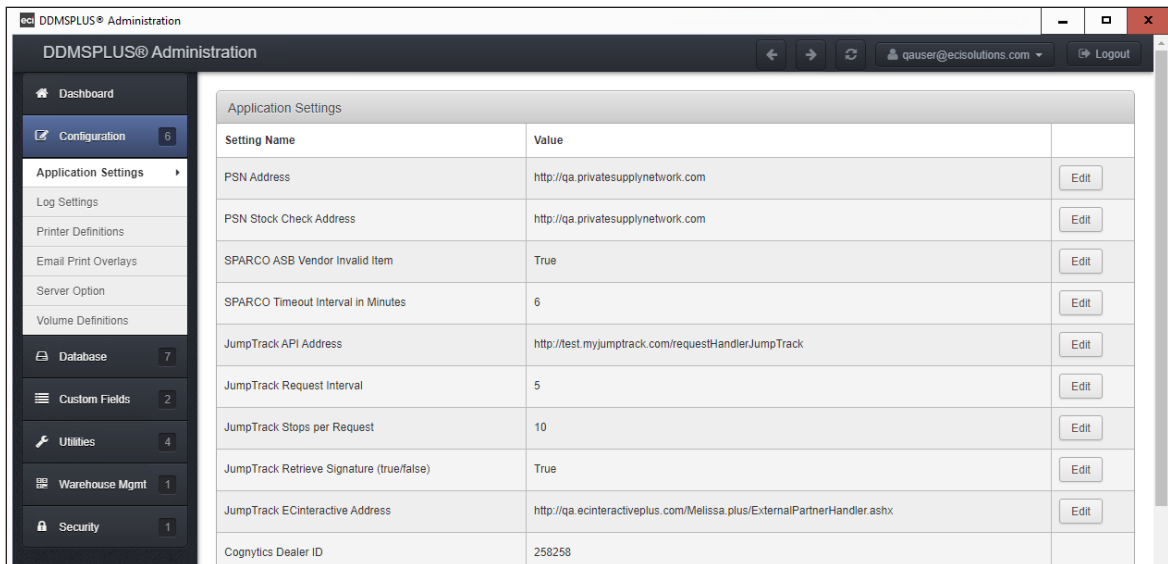 eci DDMSPLUS® Administration
DDMSPLUS® Administration
qauser@ecisolutions.com
Logout
Dashboard
Configuration 6
Application Settings
Log Settings
Printer Definitions
Email Print Overlays
Server Option
Volume Definitions
Database 7
Custom Fields 2
Utilities 4
Warehouse Mgmt 1
Security 1
Application Settings
Setting Name Value
PSN Address http://qa.privatesupplynetwork.com Edit
PSN Stock Check Address http://qa.privatesupplynetwork.com Edit
SPARCO ASB Vendor Invalid Item True Edit
SPARCO Timeout Interval in Minutes 6 Edit
JumpTrack API Address http://test.myjumptrack.com/requestHandlerJumpTrack Edit
JumpTrack Request Interval 5 Edit
JumpTrack Stops per Request 10 Edit
JumpTrack Retrieve Signature (true/false) True Edit
JumpTrack ECinteractive Address http://qa.ecinteractiveplus.com/Melissa.plus/ExternalPartnerHandler.ashx Edit
Cognytics Dealer ID 258258